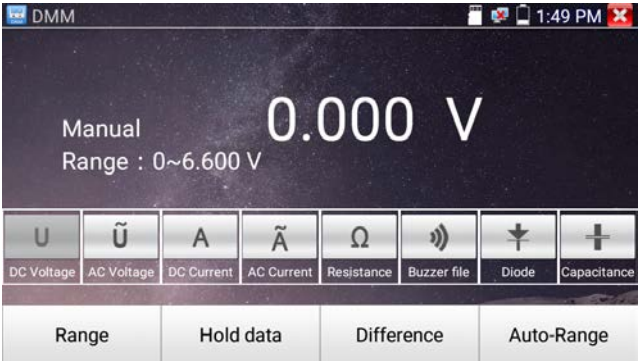 DMM 1:49 PM
0.000 V
Manual
Range : 0~6.600 V
U Ũ A Ã Ω
DC Voltage AC Voltage DC Current AC Current Resistance Buzzer file Diode Capacitance
Range Hold data Difference Auto-Range